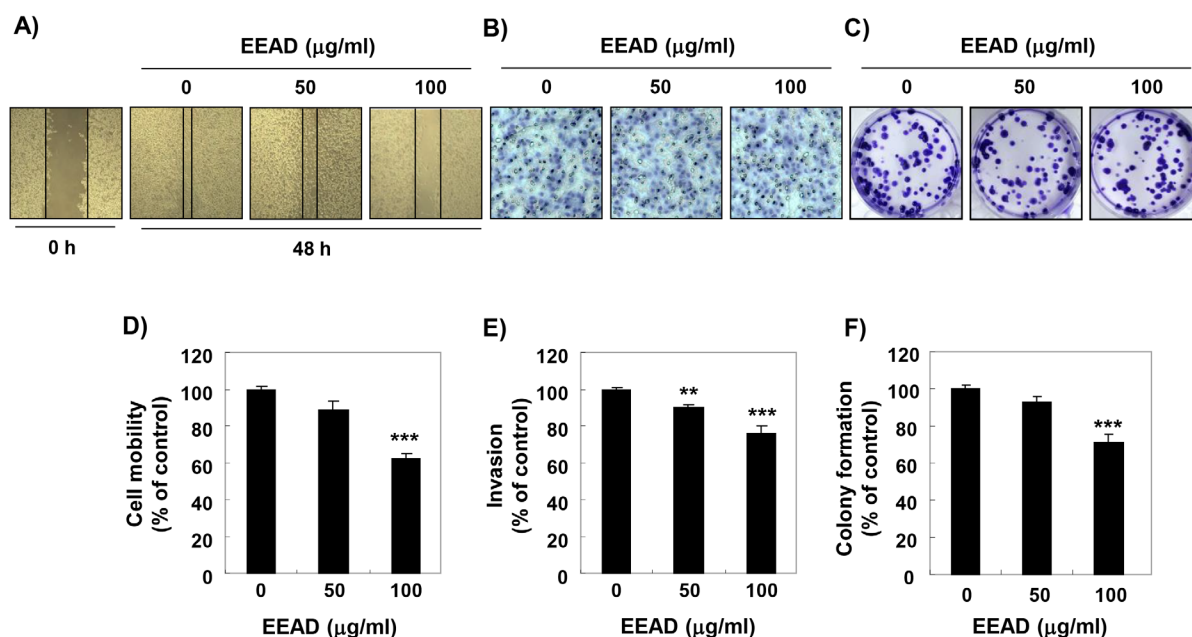 A)
EEAD (μg/ml)
0 50 100
0 h
48 h
B)
EEAD (μg/ml)
0 50 100
C)
EEAD (μg/ml)
0 50 100
D)
Cell mobility
(% of control)
120
100
80
60
40
20
0
***
0 50 100
EEAD (μg/ml)
E)
Invasion
(% of control)
120
100
80
60
40
20
0
**
***
0 50 100
EEAD (μg/ml)
F)
Colony formation
(% of control)
120
100
80
60
40
20
0
***
0 50 100
EEAD (μg/ml)